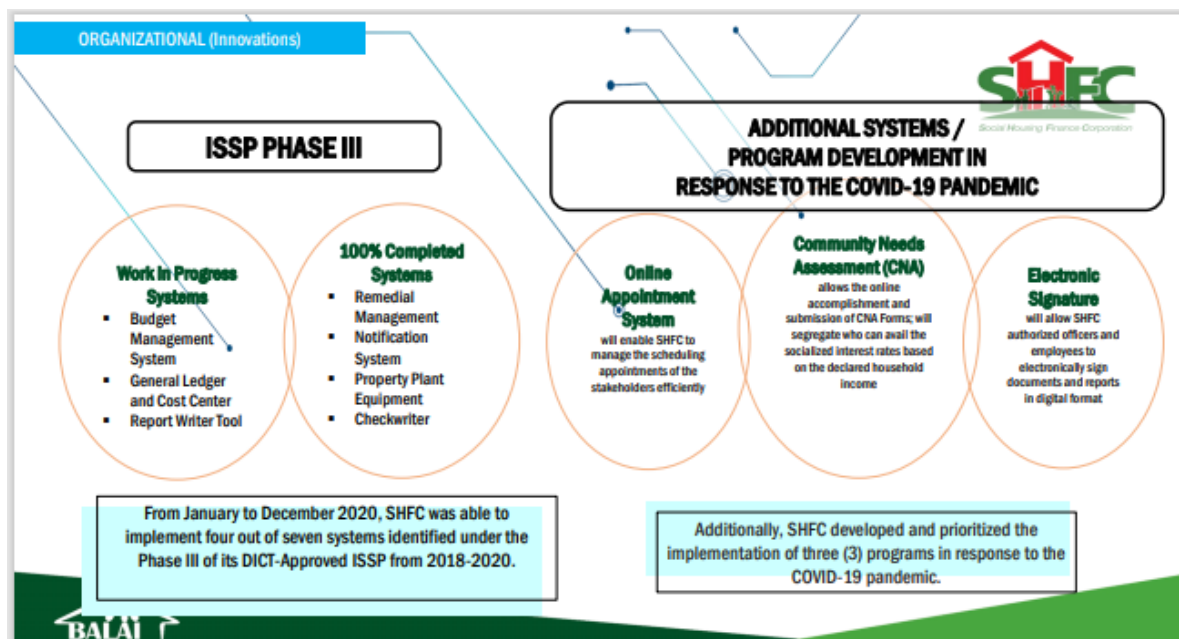 ORGANIZATIONAL (Innovations)
SHFC
Social Housing Finance Corporation
ISSP PHASE III
ADDITIONAL SYSTEMS /
PROGRAM DEVELOPMENT IN
RESPONSE TO THE COVID-19 PANDEMIC
Work In Progress
Systems
▪ Budget
Management
System
▪ General Ledger
and Cost Center
▪ Report Writer Tool
100% Completed
Systems
▪ Remedial
Management
▪ Notification
System
▪ Property Plant
Equipment
▪ Checkwriter
Online
Appointment
System
will enable SHFC to
manage the scheduling
appointments of the
stakeholders efficiently
Community Needs
Assessment (CNA)
allows the online
accomplishment and
submission of CNA Forms; will
segregate who can avail the
socialized interest rates based
on the declared household
income
Electronic
Signature
will allow SHFC
authorized officers and
employees to
electronically sign
documents and reports
in digital format
From January to December 2020, SHFC was able to
implement four out of seven systems identified under the
Phase III of its DICT-Approved ISSP from 2018-2020.
Additionally, SHFC developed and prioritized the
implementation of three (3) programs in response to the
COVID-19 pandemic.
BALAI